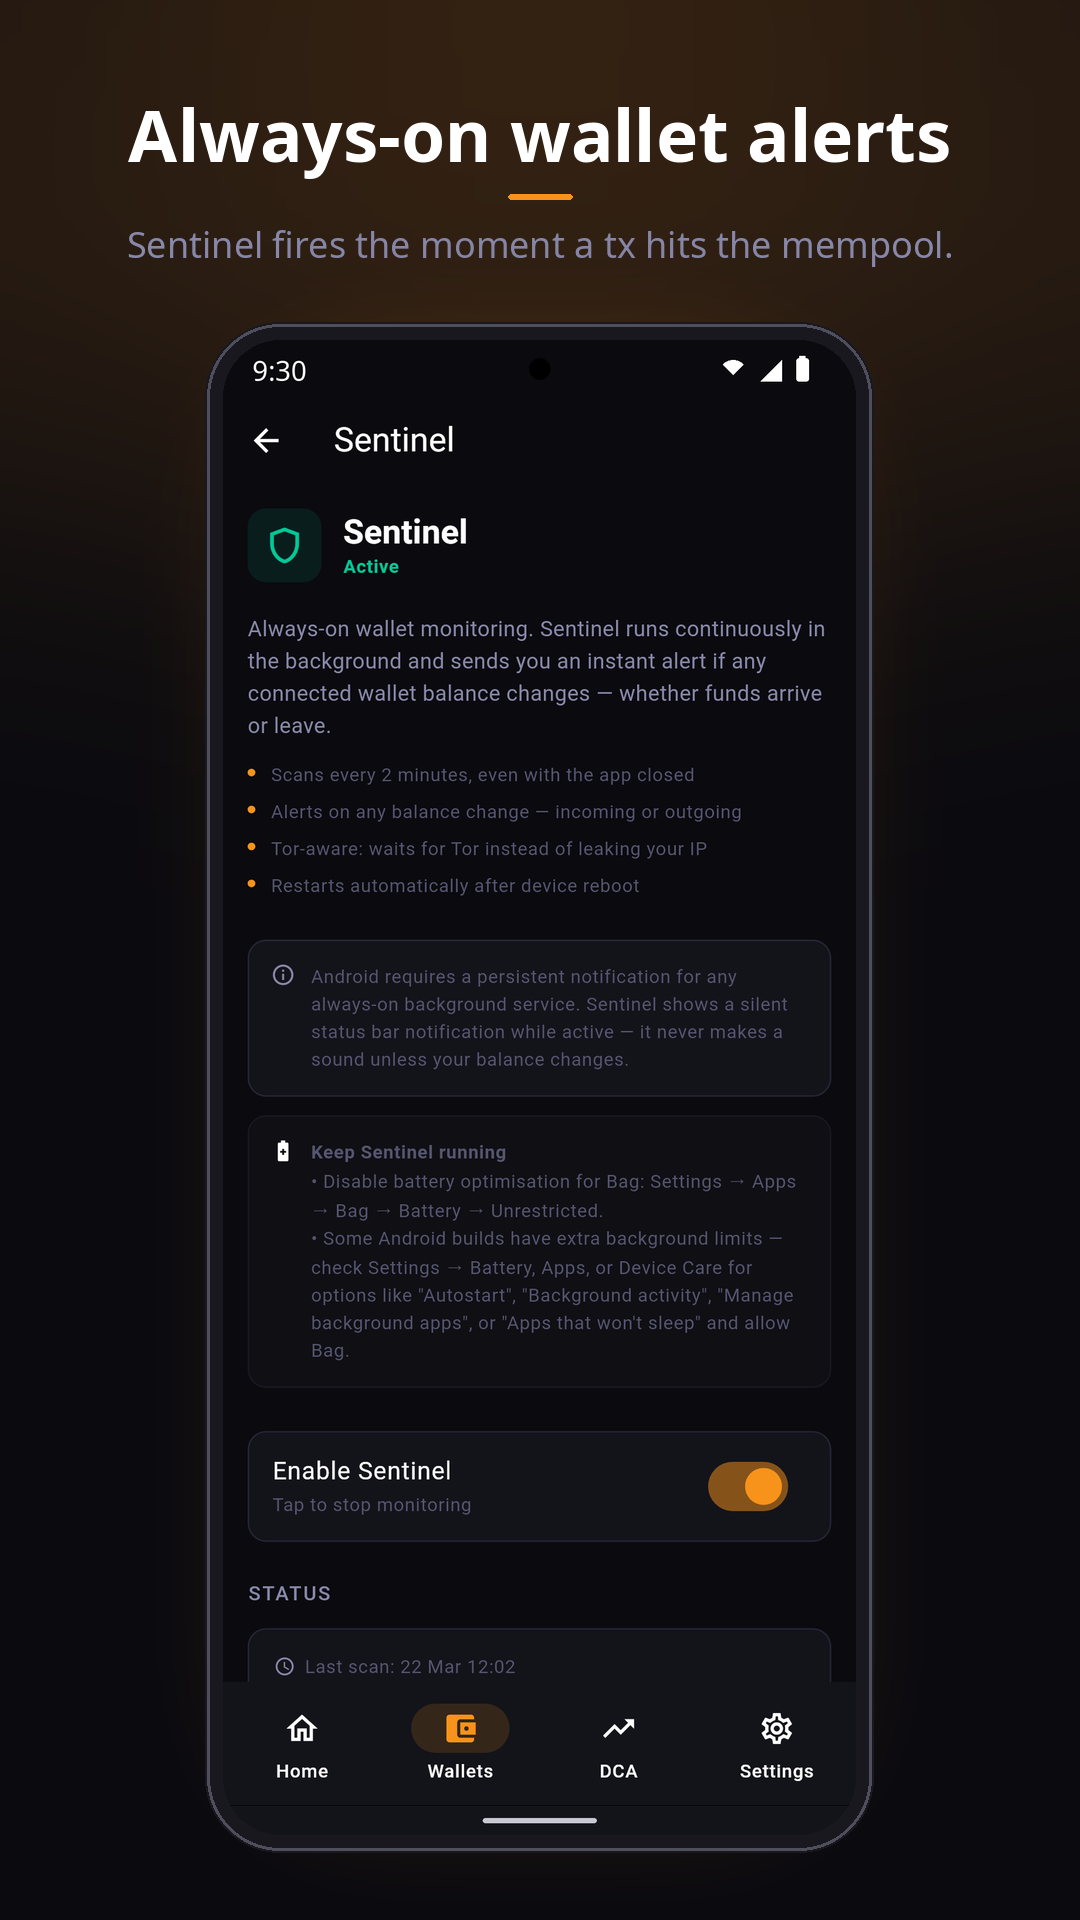 Always-on wallet alerts
Sentinel fires the moment a tx hits the mempool.
9:30
Sentinel
Sentinel
Active
Always-on wallet monitoring. Sentinel runs continuously in
the background and sends you an instant alert if any
connected wallet balance changes — whether funds arrive
or leave.
• Scans every 2 minutes, even with the app closed
• Alerts on any balance change — incoming or outgoing
• Tor-aware: waits for Tor instead of leaking your IP
• Restarts automatically after device reboot
Android requires a persistent notification for any
always-on background service. Sentinel shows a silent
status bar notification while active — it never makes a
sound unless your balance changes.
Keep Sentinel running
• Disable battery optimisation for Bag: Settings → Apps
→ Bag → Battery → Unrestricted.
• Some Android builds have extra background limits —
check Settings → Battery, Apps, or Device Care for
options like "Autostart", "Background activity", "Manage
background apps", or "Apps that won't sleep" and allow
Bag.
Enable Sentinel
Tap to stop monitoring
STATUS
Last scan: 22 Mar 12:02
Home
Wallets
DCA
Settings